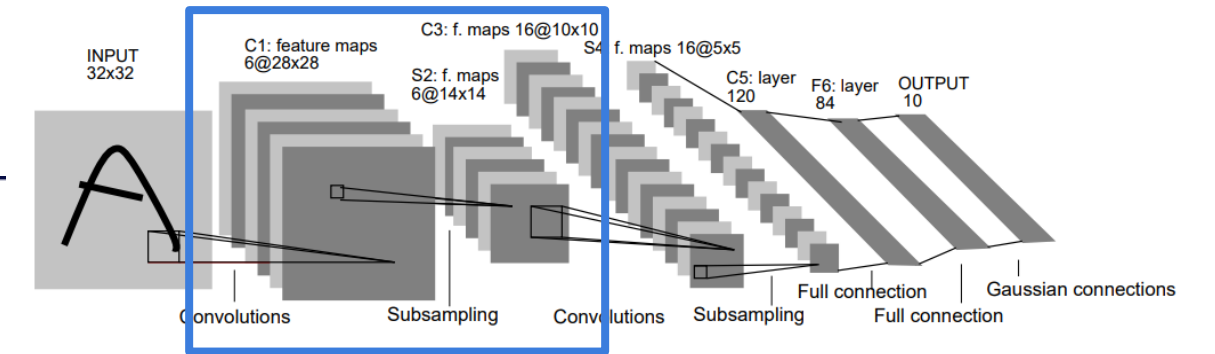 INPUT
32x32
C1: feature maps
6@28x28
S2: f. maps
6@14x14
C3: f. maps 16@10x10
S4: f. maps 16@5x5
C5: layer
120
F6: layer
84
OUTPUT
10
Convolutions
Subsampling
Convolutions
Subsampling
Full connection
Full connection
Gaussian connections